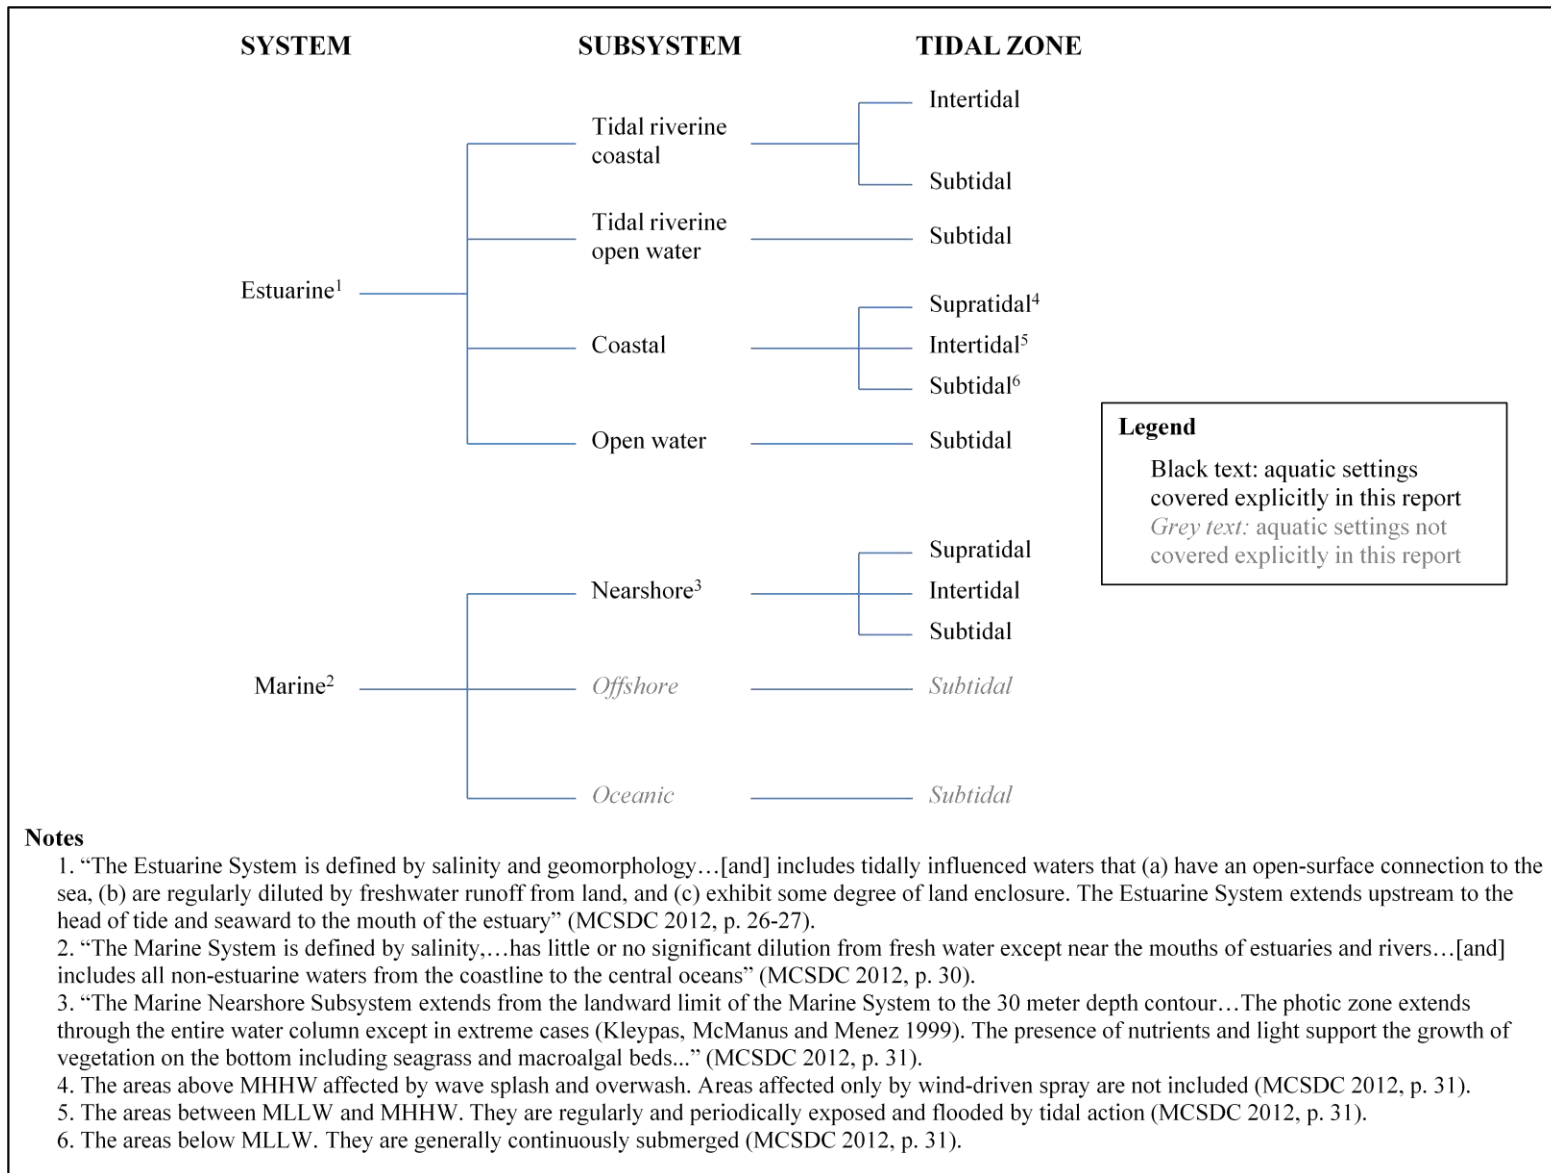 SYSTEM SUBSYSTEM TIDAL ZONE
Intertidal
Tidal riverine
coastal
Subtidal
Tidal riverine
open water
Subtidal
Estuarine¹
Supratidal⁴
Coastal
Intertidal⁵
Subtidal⁶
Open water
Subtidal
Legend
Black text: aquatic settings
covered explicitly in this report
Grey text: aquatic settings not
covered explicitly in this report
Supratidal
Nearshore³
Intertidal
Subtidal
Marine²
Offshore
Subtidal
Oceanic
Subtidal
Notes
1. “The Estuarine System is defined by salinity and geomorphology…[and] includes tidally influenced waters that (a) have an open-surface connection to the
sea, (b) are regularly diluted by freshwater runoff from land, and (c) exhibit some degree of land enclosure. The Estuarine System extends upstream to the
head of tide and seaward to the mouth of the estuary” (MCSDC 2012, p. 26-27).
2. “The Marine System is defined by salinity,…has little or no significant dilution from fresh water except near the mouths of estuaries and rivers…[and]
includes all non-estuarine waters from the coastline to the central oceans” (MCSDC 2012, p. 30).
3. “The Marine Nearshore Subsystem extends from the landward limit of the Marine System to the 30 meter depth contour…The photic zone extends
through the entire water column except in extreme cases (Kleypas, McManus and Menez 1999). The presence of nutrients and light support the growth of
vegetation on the bottom including seagrass and macroalgal beds...” (MCSDC 2012, p. 31).
4. The areas above MHHW affected by wave splash and overwash. Areas affected only by wind-driven spray are not included (MCSDC 2012, p. 31).
5. The areas between MLLW and MHHW. They are regularly and periodically exposed and flooded by tidal action (MCSDC 2012, p. 31).
6. The areas below MLLW. They are generally continuously submerged (MCSDC 2012, p. 31).